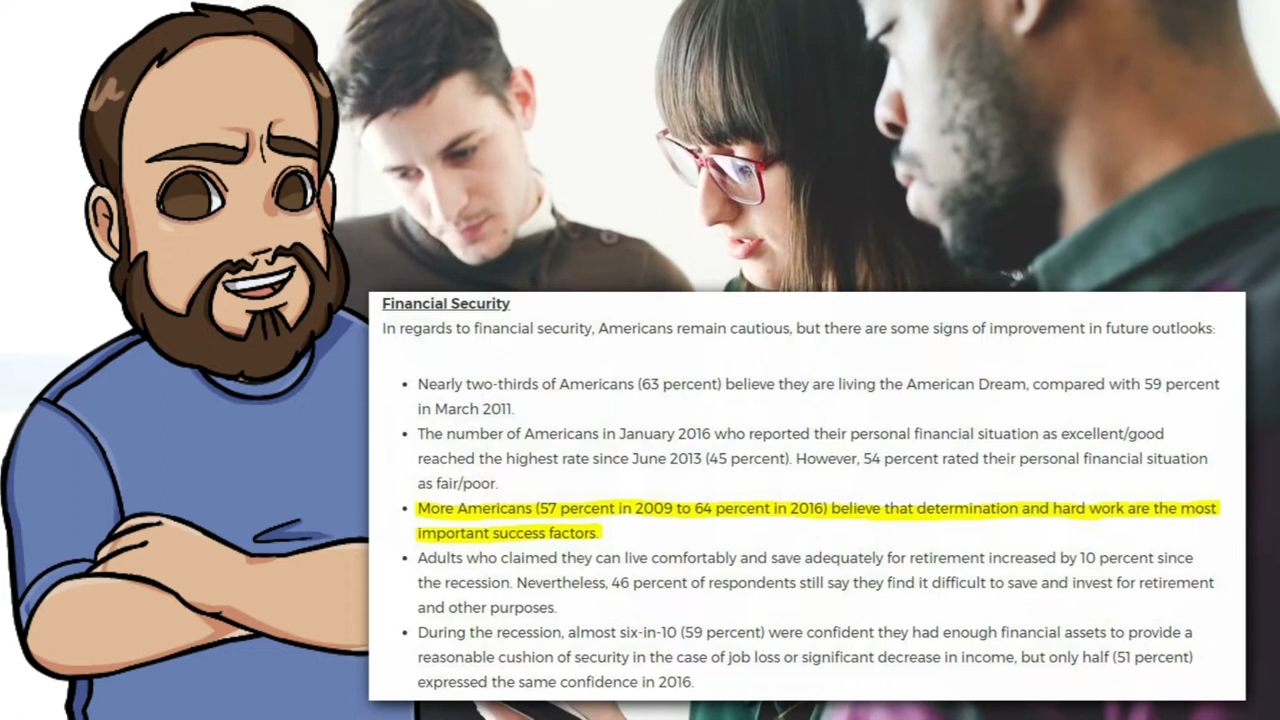 Financial Security
In regards to financial security, Americans remain cautious, but there are some signs of improvement in future outlooks:
• Nearly two-thirds of Americans (63 percent) believe they are living the American Dream, compared with 59 percent
in March 2011.
• The number of Americans in January 2016 who reported their personal financial situation as excellent/good
reached the highest rate since June 2013 (45 percent). However, 54 percent rated their personal financial situation
as fair/poor.
• More Americans (57 percent in 2009 to 64 percent in 2016) believe that determination and hard work are the most
important success factors.
• Adults who claimed they can live comfortably and save adequately for retirement increased by 10 percent since
the recession. Nevertheless, 46 percent of respondents still say they find it difficult to save and invest for retirement
and other purposes.
• During the recession, almost six-in-10 (59 percent) were confident they had enough financial assets to provide a
reasonable cushion of security in the case of job loss or significant decrease in income, but only half (51 percent)
expressed the same confidence in 2016.